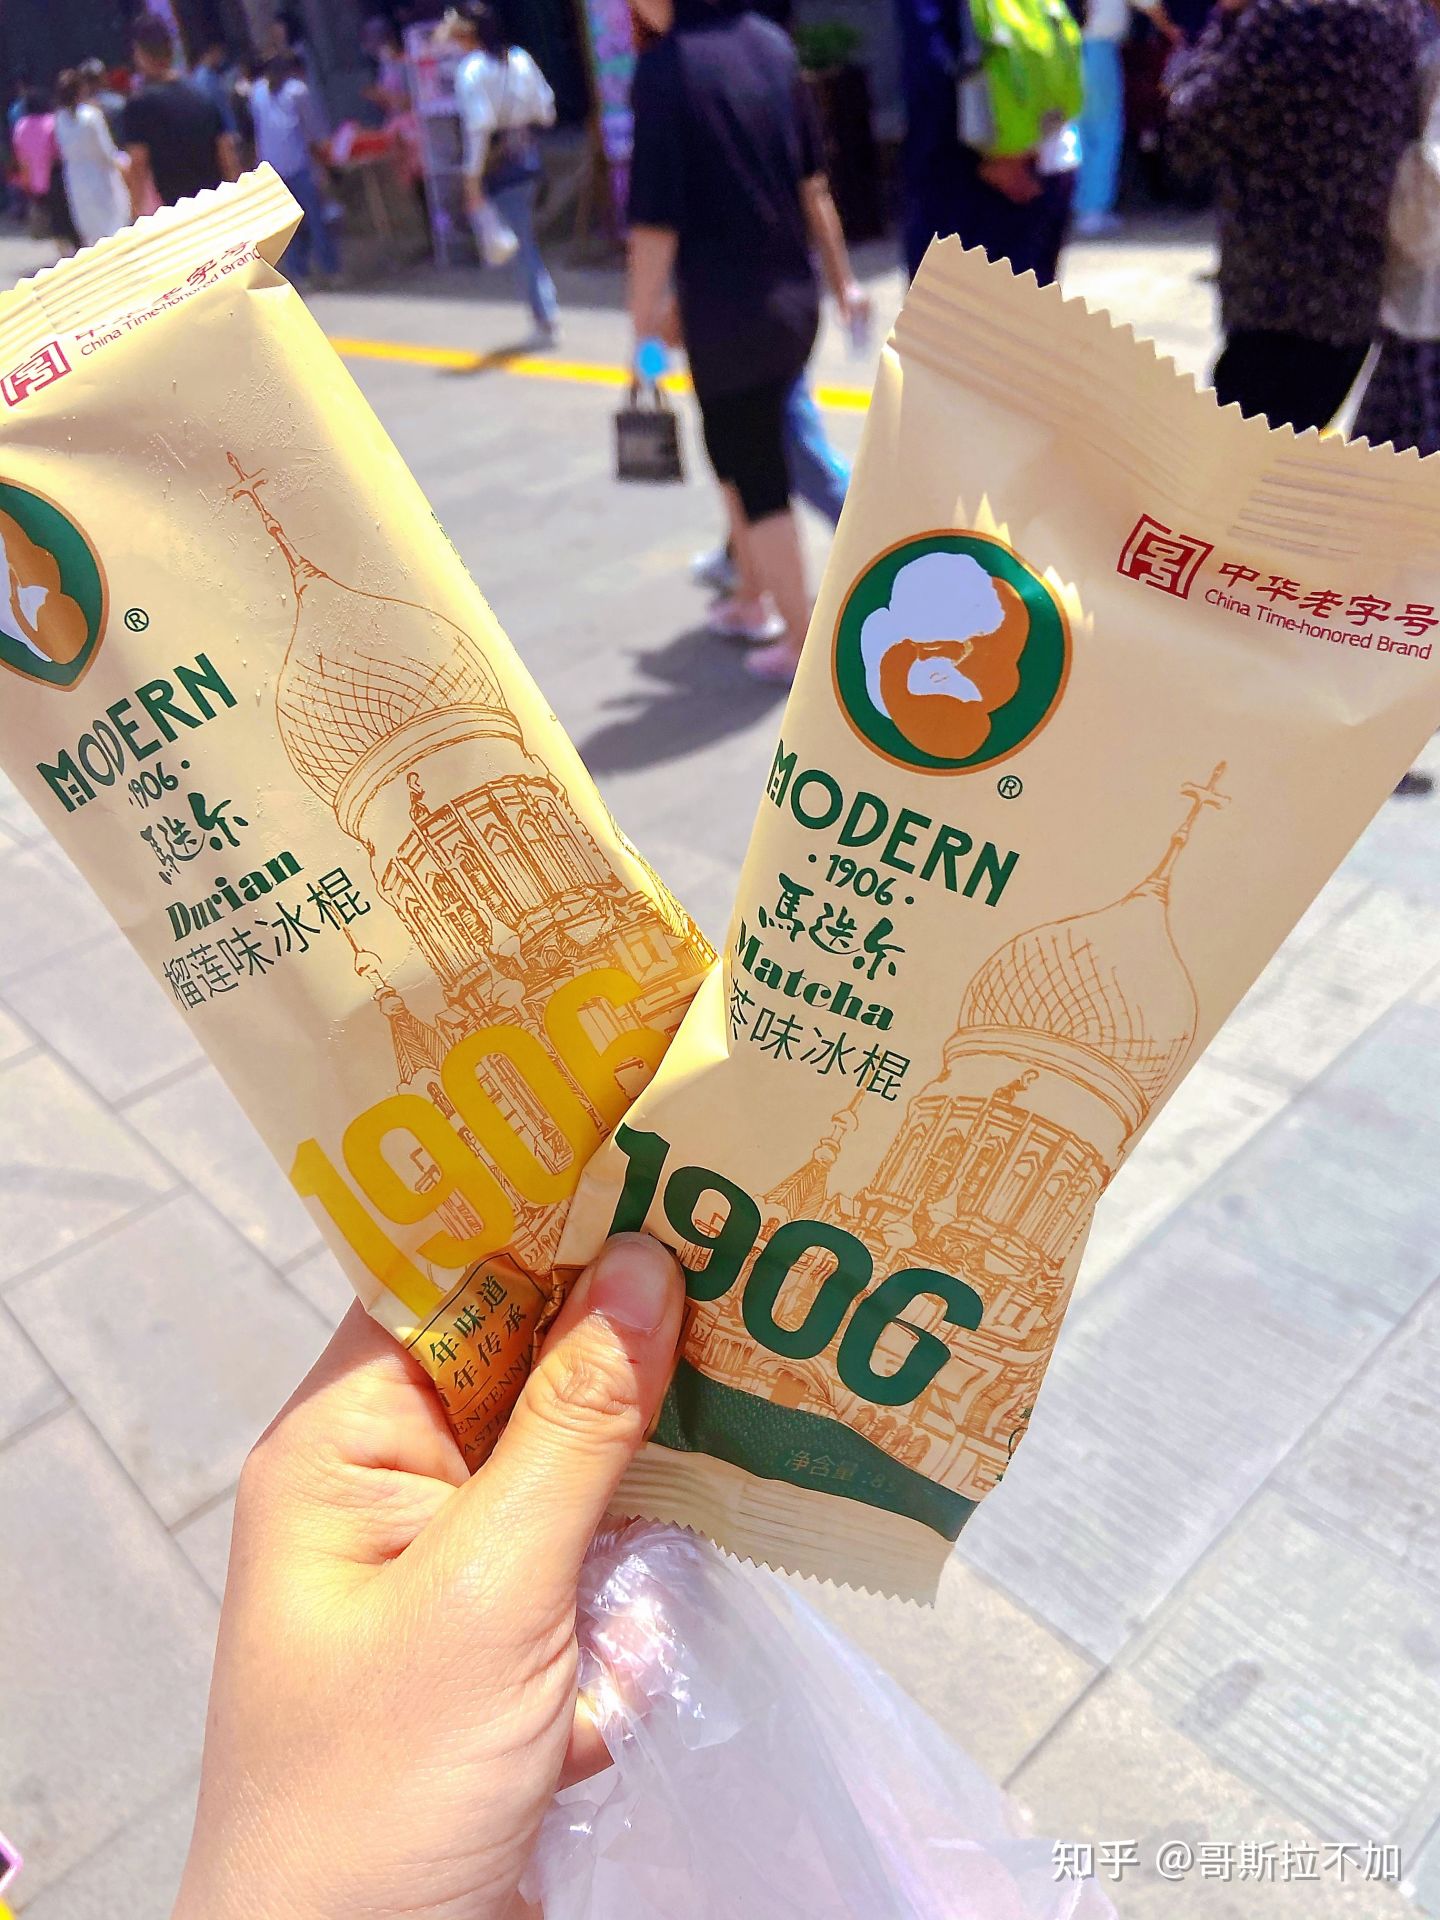 中华老字号
China Time-honored Brand
®
MODERN
·1906·
馬迭尔
Durian
榴莲味冰棍
1906
年味道
年传承
中华老字号
China Time-honored Brand
®
MODERN
·1906·
馬迭尔
Matcha
茶味冰棍
1906
净含量:85
知乎 @哥斯拉不加